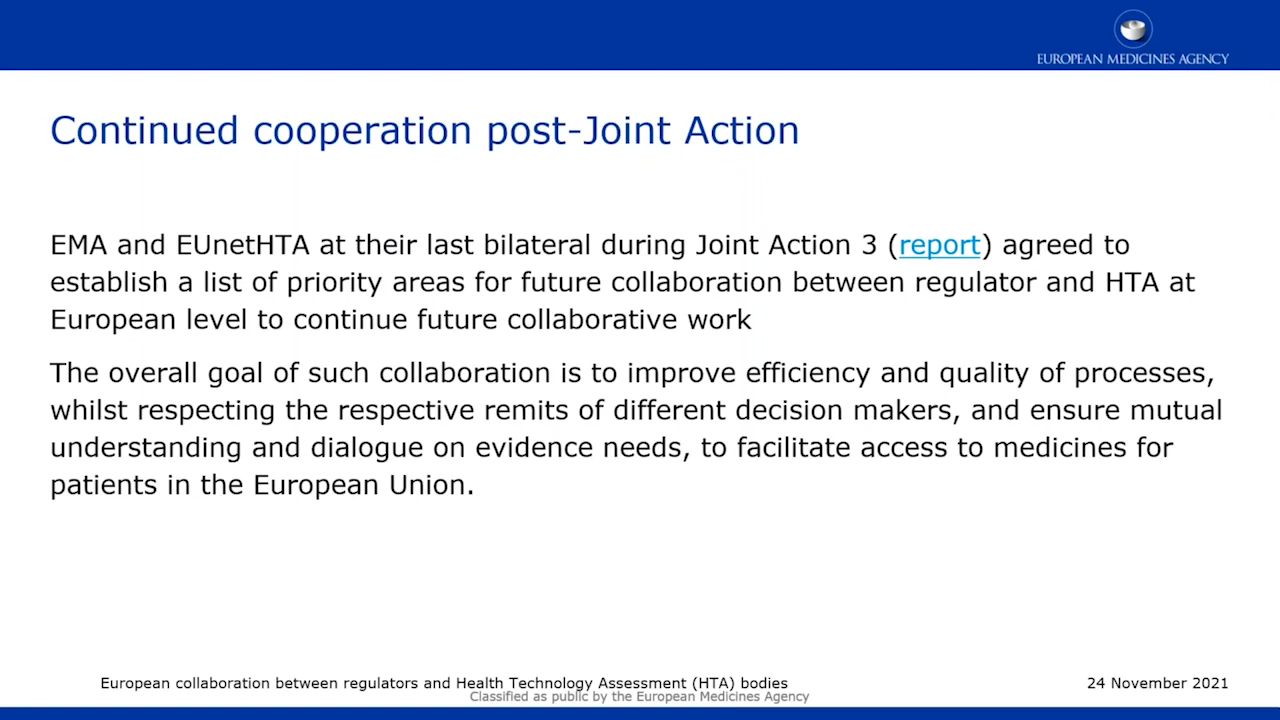 EUROPEAN MEDICINES AGENCY
Continued cooperation post-Joint Action
EMA and EUnetHTA at their last bilateral during Joint Action 3 (report) agreed to
establish a list of priority areas for future collaboration between regulator and HTA at
European level to continue future collaborative work
The overall goal of such collaboration is to improve efficiency and quality of processes,
whilst respecting the respective remits of different decision makers, and ensure mutual
understanding and dialogue on evidence needs, to facilitate access to medicines for
patients in the European Union.
European collaboration between regulators and Health Technology Assessment (HTA) bodies
24 November 2021
Classified as public by the European Medicines Agency